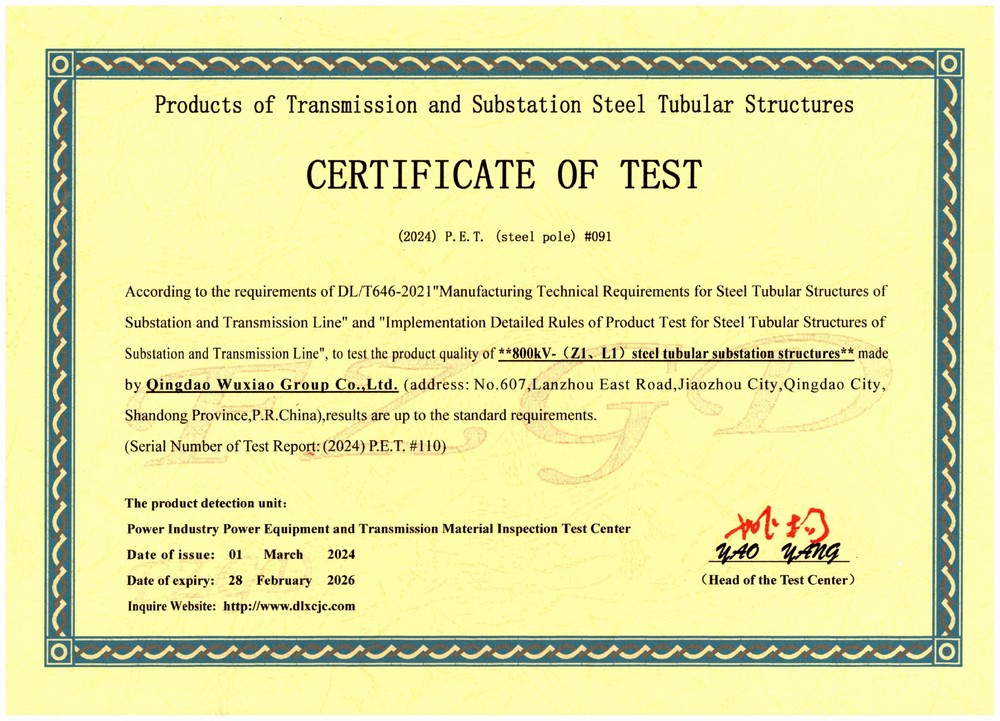 Products of Transmission and Substation Steel Tubular Structures
CERTIFICATE OF TEST
(2024) P.E.T. (steel pole) #091
According to the requirements of DL/T646-2021"Manufacturing Technical Requirements for Steel Tubular Structures of
Substation and Transmission Line" and "Implementation Detailed Rules of Product Test for Steel Tubular Structures of
Substation and Transmission Line", to test the product quality of **800kV-（Z1、L1）steel tubular substation structures** made
by Qingdao Wuxiao Group Co.,Ltd. (address: No.607,Lanzhou East Road,Jiaozhou City,Qingdao City,
Shandong Province,P.R.China),results are up to the standard requirements.
(Serial Number of Test Report: (2024) P.E.T. #110)
TZGD
The product detection unit:
Power Industry Power Equipment and Transmission Material Inspection Test Center
Date of issue: 01 March 2024
Date of expiry: 28 February 2026
Inquire Website: http://www.dlxcjc.com
YAO YANG
（Head of the Test Center）